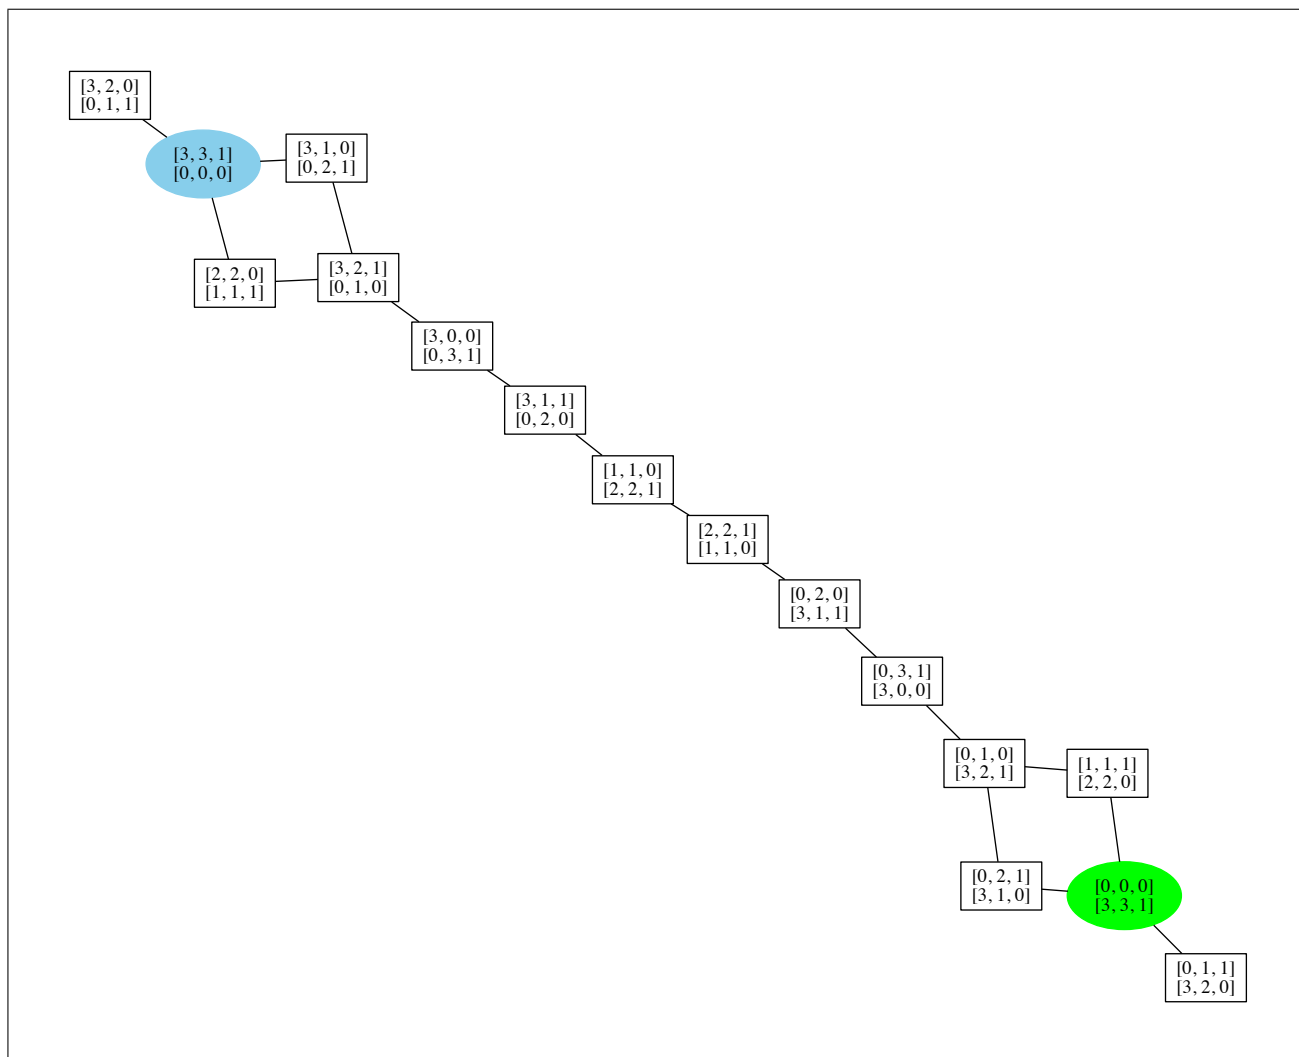 [3, 2, 0]
[0, 1, 1]
[3, 3, 1]
[0, 0, 0]
[3, 1, 0]
[0, 2, 1]
[2, 2, 0]
[1, 1, 1]
[3, 2, 1]
[0, 1, 0]
[3, 0, 0]
[0, 3, 1]
[3, 1, 1]
[0, 2, 0]
[1, 1, 0]
[2, 2, 1]
[2, 2, 1]
[1, 1, 0]
[0, 2, 0]
[3, 1, 1]
[0, 3, 1]
[3, 0, 0]
[0, 1, 0]
[3, 2, 1]
[1, 1, 1]
[2, 2, 0]
[0, 2, 1]
[3, 1, 0]
[0, 0, 0]
[3, 3, 1]
[0, 1, 1]
[3, 2, 0]